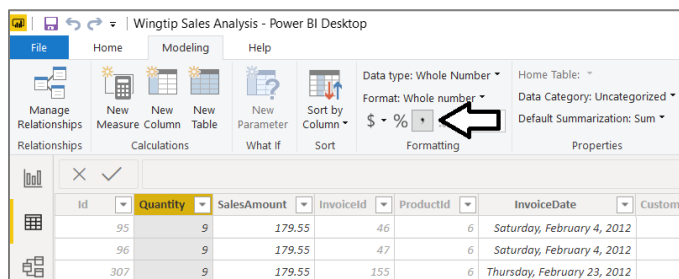 Wingtip Sales Analysis - Power BI Desktop
File Home Modeling Help
Manage Relationships
New Measure
New Column
New Table
New Parameter
Sort by Column
Data type: Whole Number
Format: Whole number
$ % ,
Home Table:
Data Category: Uncategorized
Default Summarization: Sum
Relationships Calculations What If Sort Formatting Properties
Id Quantity SalesAmount InvoiceId ProductId InvoiceDate Custom
95 9 179.55 46 6 Saturday, February 4, 2012
96 9 179.55 47 6 Saturday, February 4, 2012
307 9 179.55 155 6 Thursday, February 23, 2012